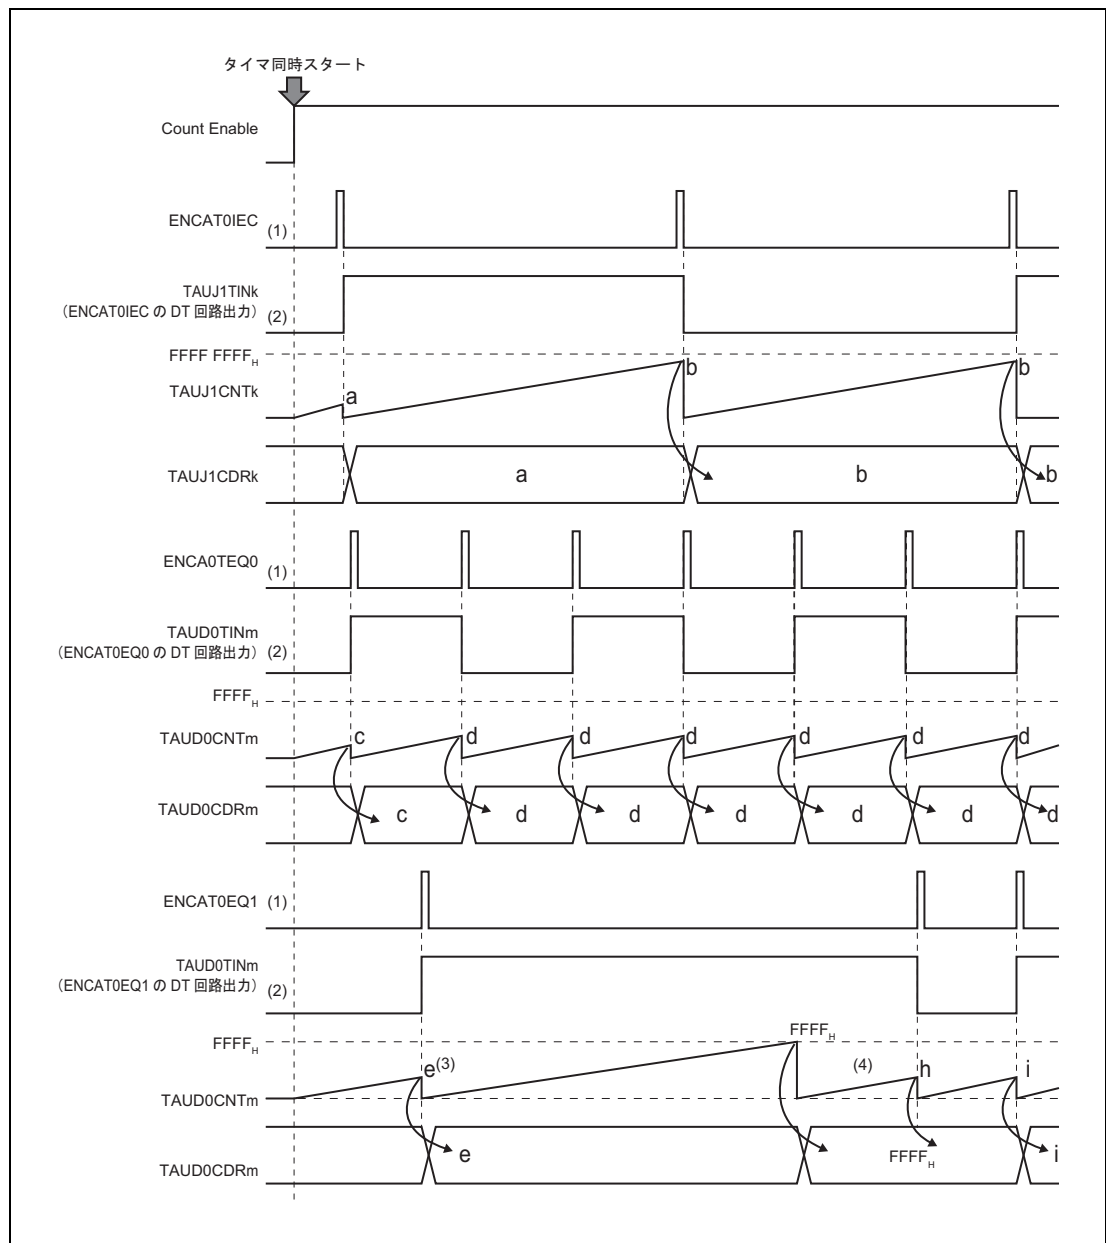 タイマ同時スタート
Count Enable
ENCAT0IEC (1)
TAUJ1TINk
（ENCAT0IEC の DT 回路出力） (2)
FFFF FFFFH
TAUJ1CNTk
a
b
b
TAUJ1CDRk
a
b
b
ENCA0TEQ0 (1)
TAUD0TINm
（ENCAT0EQ0 の DT 回路出力） (2)
FFFFH
TAUD0CNTm
c d d d d d d
TAUD0CDRm
c d d d d d d
ENCAT0EQ1 (1)
TAUD0TINm
（ENCAT0EQ1 の DT 回路出力） (2)
FFFFH
FFFFH
e(3) (4) h i
TAUD0CNTm
TAUD0CDRm
e FFFFH i